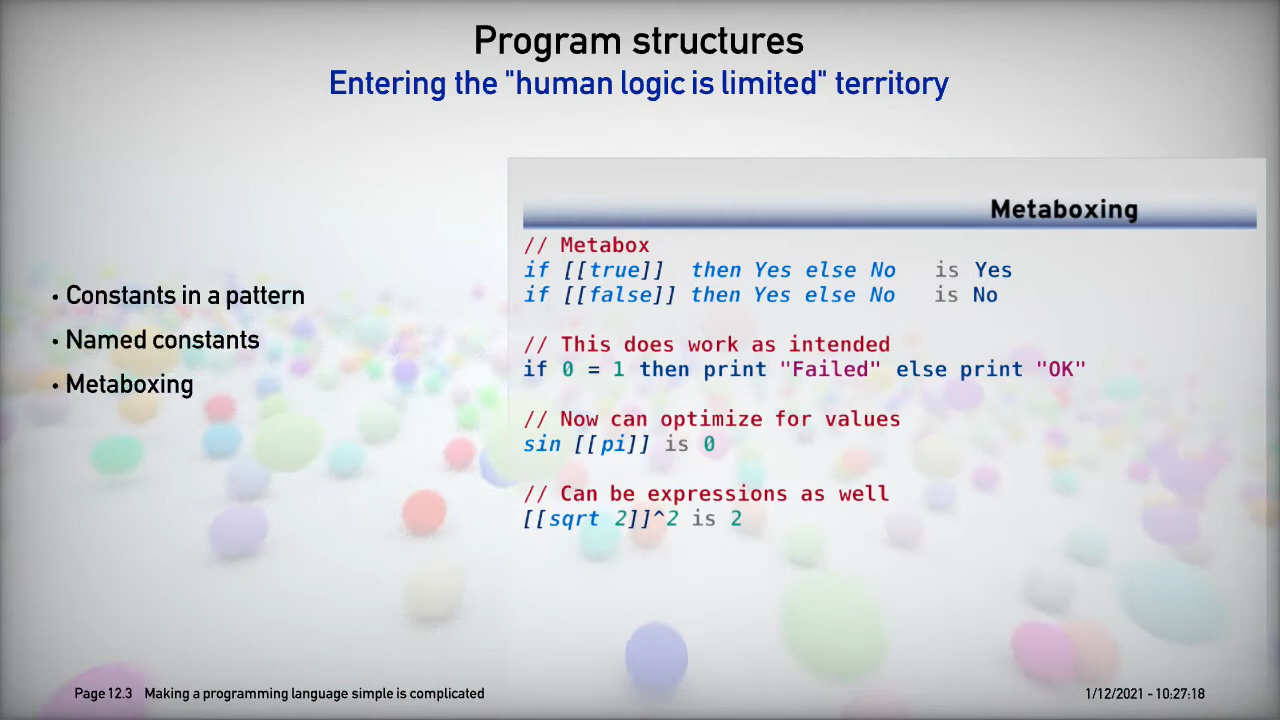 Program structures
Entering the "human logic is limited" territory
• Constants in a pattern
• Named constants
• Metaboxing
Metaboxing
// Metabox
if [[true]] then Yes else No is Yes
if [[false]] then Yes else No is No
// This does work as intended
if 0 = 1 then print "Failed" else print "OK"
// Now can optimize for values
sin [[pi]] is 0
// Can be expressions as well
[[sqrt 2]]^2 is 2
Page 12.3 Making a programming language simple is complicated
1/12/2021 - 10:27:18